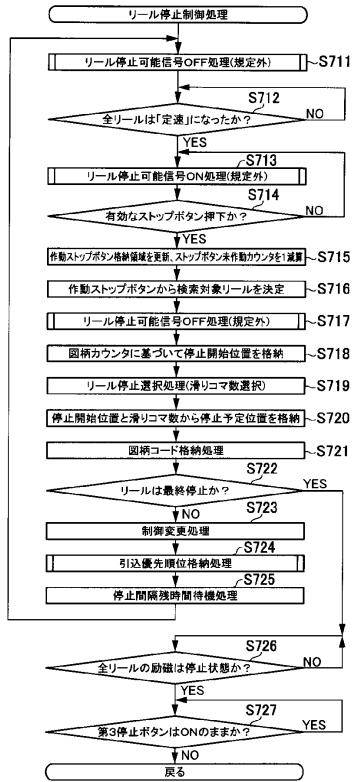 リール停止制御処理
リール停止可能信号OFF処理(規定外)
S711
S712
全リールは「定速」になったか?
NO
YES
S713
リール停止可能信号ON処理(規定外)
S714
有効なストップボタン押下か?
NO
YES
作動ストップボタン格納領域を更新、ストップボタン未作動カウンタを1減算
S715
作動ストップボタンから検索対象リールを決定
S716
リール停止可能信号OFF処理(規定外)
S717
図柄カウンタに基づいて停止開始位置を格納
S718
リール停止選択処理(滑りコマ数選択)
S719
停止開始位置と滑りコマ数から停止予定位置を格納
S720
図柄コード格納処理
S721
S722
リールは最終停止か?
YES
NO
S723
制御変更処理
S724
引込優先順位格納処理
S725
停止間隔残時間待機処理
S726
全リールの励磁は停止状態か?
NO
YES
S727
第3停止ボタンはONのままか?
YES
NO
戻る